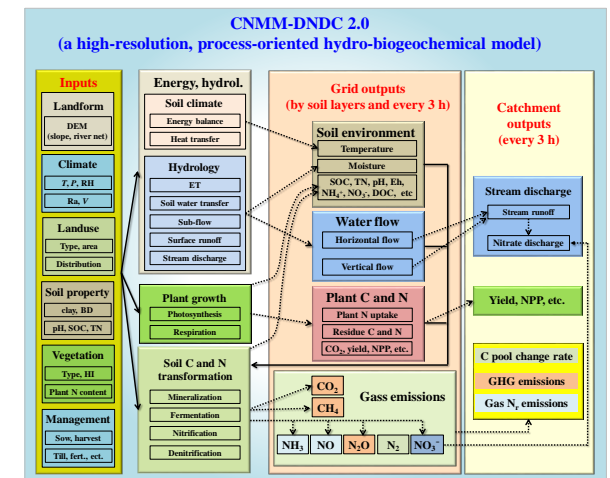 CNMM-DNDC 2.0
(a high-resolution, process-oriented hydro-biogeochemical model)
Inputs
Landform
DEM
(slope, river net)
Climate
T, P, RH
Ra, V
Landuse
Type, area
Distribution
Soil property
clay, BD
pH, SOC, TN
Vegetation
Type, HI
Plant N content
Management
Sow, harvest
Till, fert., ect.
Energy, hydrol.
Soil climate
Energy balance
Heat transfer
Hydrology
ET
Soil water transfer
Sub-flow
Surface runoff
Stream discharge
Plant growth
Photosynthesis
Respiration
Soil C and N
transformation
Mineralization
Fermentation
Nitrification
Denitrification
Grid outputs
(by soil layers and every 3 h)
Soil environment
Temperature
Moisture
SOC, TN, pH, Eh,
NH₄⁺, NO₃⁻, DOC, etc
Water flow
Horizontal flow
Vertical flow
Plant C and N
Plant N uptake
Residue C and N
CO₂, yield, NPP, etc.
Gass emissions
CO₂
CH₄
NH₃
NO
N₂O
N₂
NO₃⁻
Catchment
outputs
(every 3 h)
Stream discharge
Stream runoff
Nitrate discharge
Yield, NPP, etc.
C pool change rate
GHG emissions
Gas Nᵣ emissions